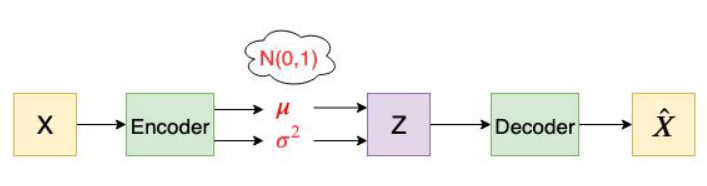 N(0,1)
X Encoder μ Z Decoder X̂
σ²